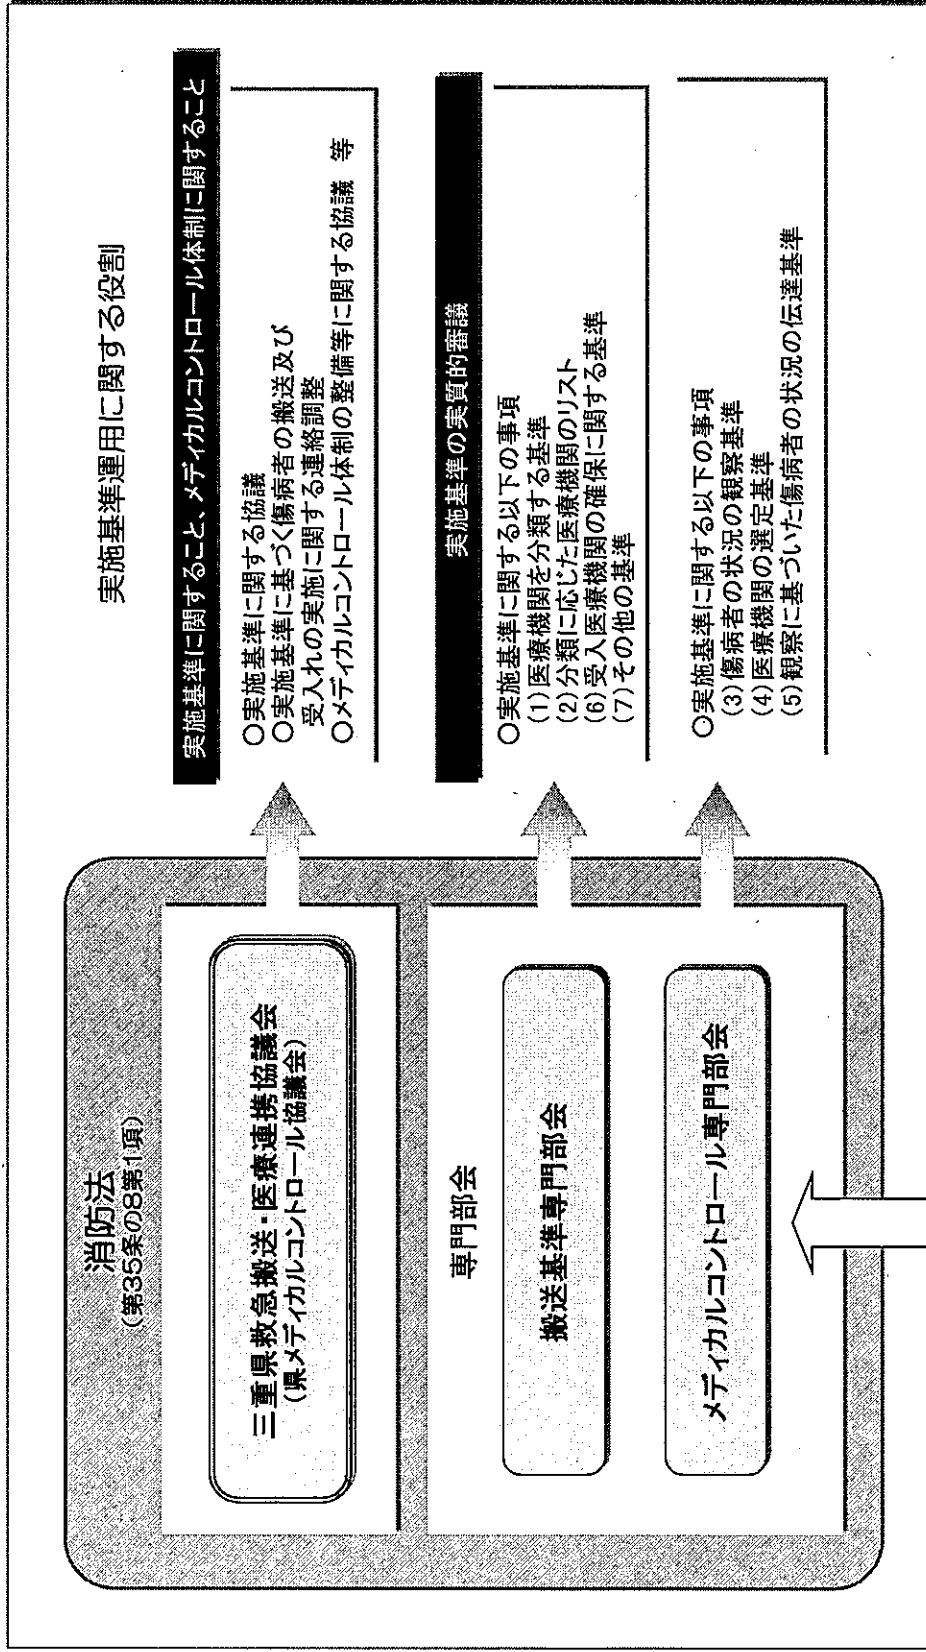 消防法
(第35条の8第1項)
三重県救急搬送・医療連携協議会
(県メディカルコントロール協議会)
専門部会
搬送基準専門部会
メディカルコントロール専門部会
実施基準運用に関する役割
実施基準に関すること、メディカルコントロール体制に関すること
○実施基準に関する協議
○実施基準に基づく傷病者の搬送及び
受入れの実施に関する連絡調整
○メディカルコントロール体制の整備等に関する協議 等
実施基準の実質的審議
○実施基準に関する以下の事項
(1)医療機関を分類する基準
(2)分類に応じた医療機関のリスト
(6)受入医療機関の確保に関する基準
(7)その他の基準
○実施基準に関する以下の事項
(3)傷病者の状況の観察基準
(4)医療機関の選定基準
(5)観察に基づいた傷病者の状況の伝達基準